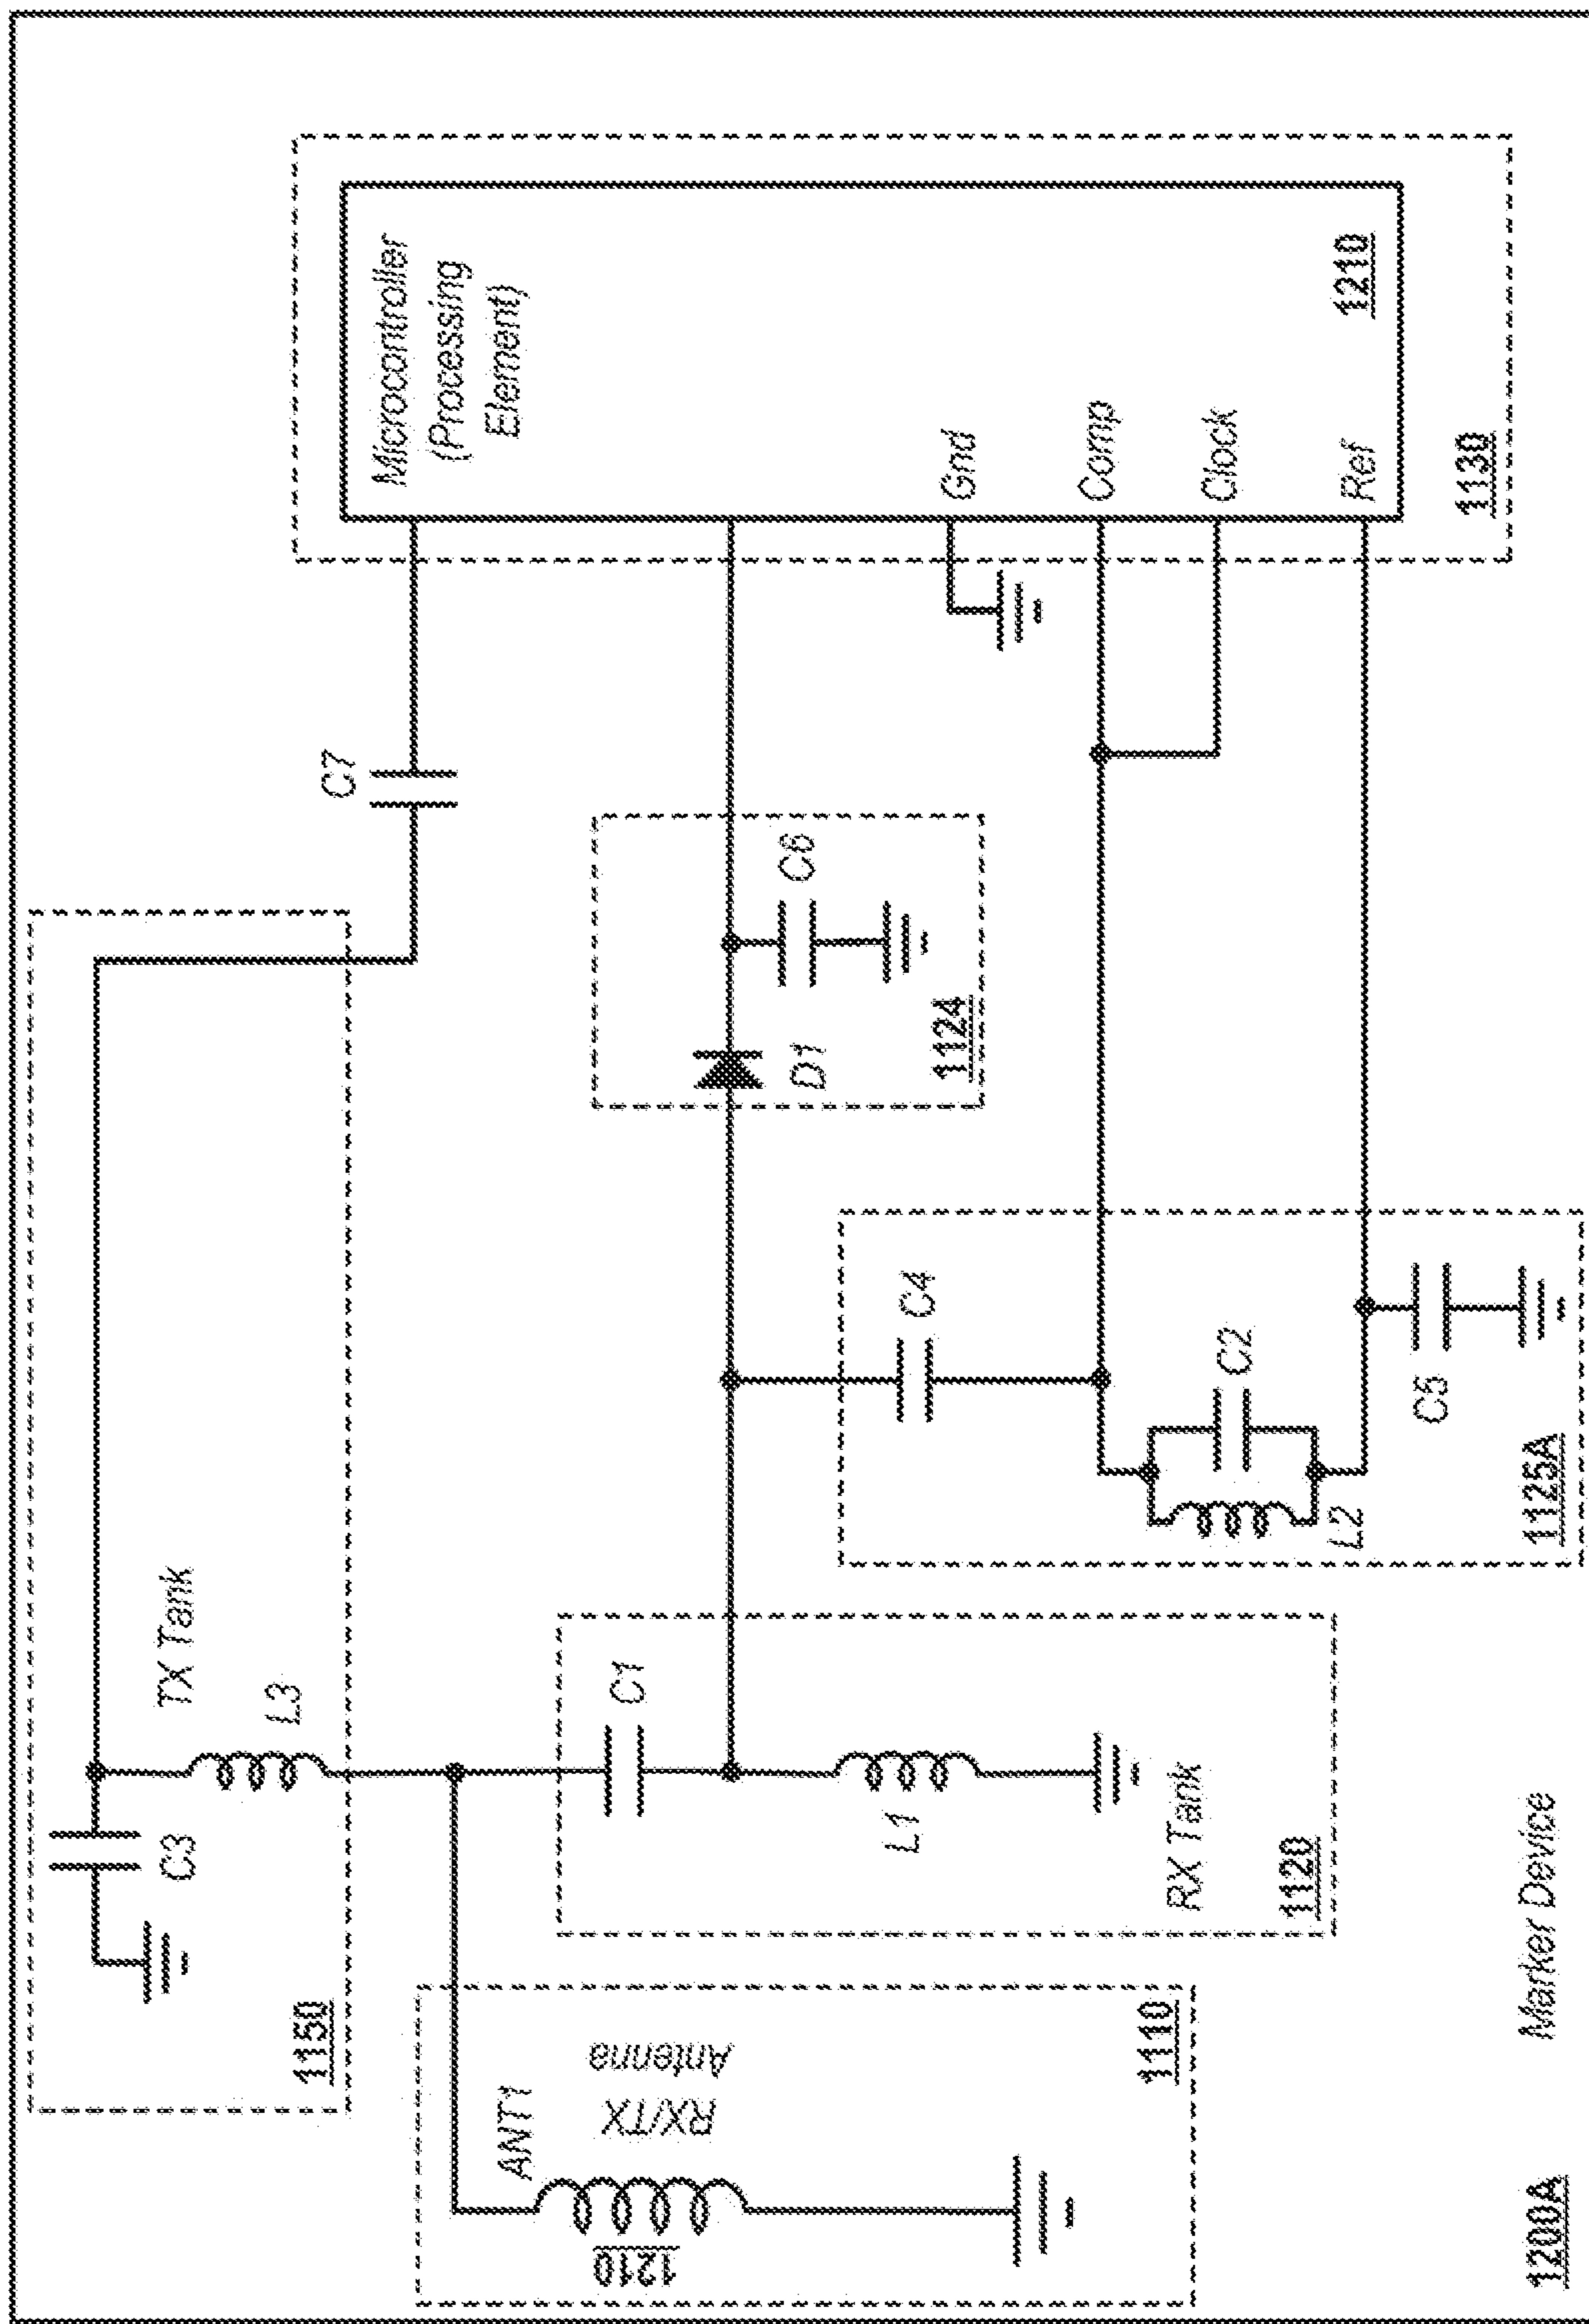 TX Tank
C3
L3
1150
C7
Microcontroller
(Processing
Element)
Gnd
Comp
Clock
Ref
1210
1130
C6
D1
1124
C4
C2
L2
C5
1125A
C1
L1
RX Tank
1120
ANT1
RX/TX
Antenna
1210
1110
Marker Device
1200A